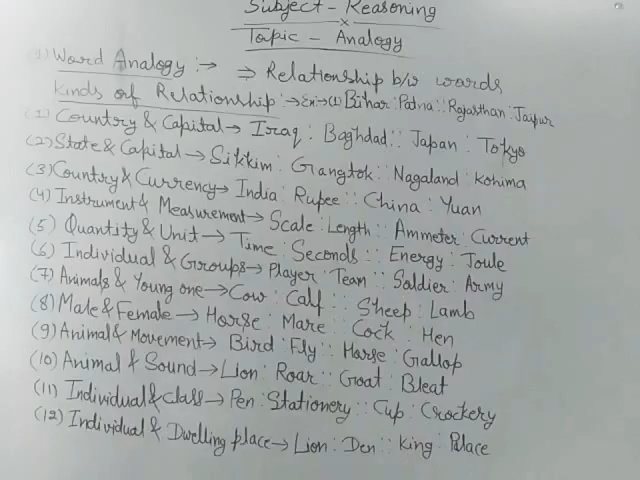 Subject - Reasoning
x
Topic - Analogy
(1) Word Analogy :→ ⇒ Relationship b/w words
Kinds of Relationship :→ Ex→(1) Bihar : Patna :: Rajasthan : Jaipur
(1) Country & Capital → Iraq : Baghdad :: Japan : Tokyo
(2) State & Capital → Sikkim : Gangtok :: Nagaland : Kohima
(3) Country & Currency → India : Rupee :: China : Yuan
(4) Instrument & Measurement → Scale : Length :: Ammeter : Current
(5) Quantity & Unit → Time : Seconds :: Energy : Joule
(6) Individual & Groups → Player : Team :: Soldier : Army
(7) Animals & Young one → Cow : Calf :: Sheep : Lamb
(8) Male & Female → Horse : Mare :: Cock : Hen
(9) Animal & Movement → Bird : Fly :: Horse : Gallop
(10) Animal & Sound → Lion : Roar :: Goat : Bleat
(11) Individual & Class → Pen : Stationery :: Cup : Crockery
(12) Individual & Dwelling place → Lion : Den :: King : Palace